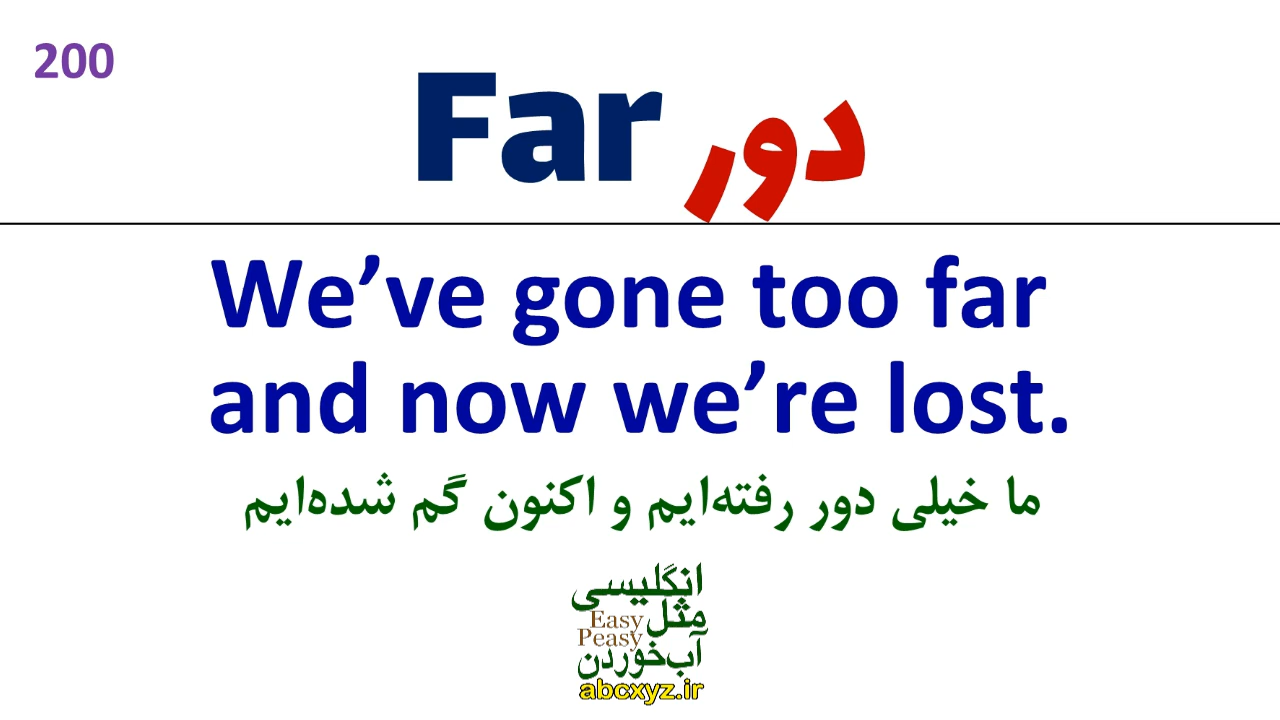 200
Far دور
We’ve gone too far
and now we’re lost.
ما خیلی دور رفته‌ایم و اکنون گم شده‌ایم
انگلیسی
مثل
Easy
Peasy
آب‌خوردن
abcxyz.ir